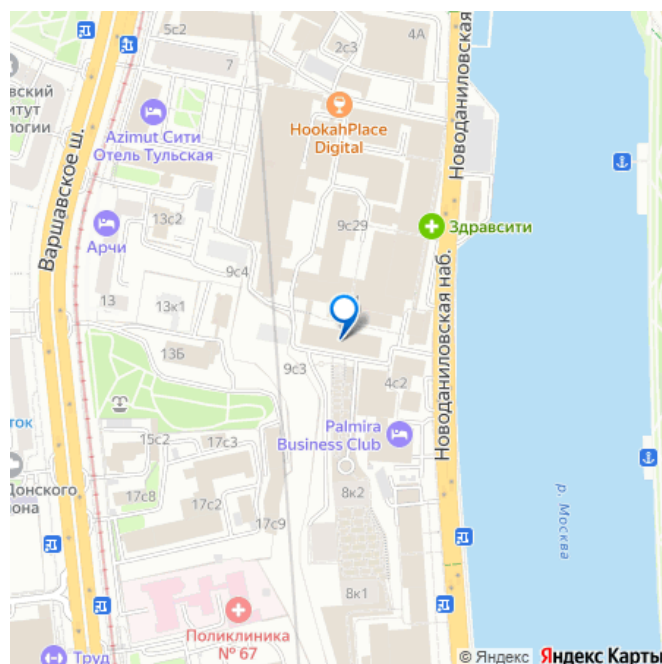 5с2
4А
2с3
7
вский
итут
логии
Azimut Сити
Отель Тульская
HookahPlace
Digital
Новоданиловская
Варшавское ш.
13с2
Арчи
9с29
Здравсити
9с4
13
13к1
13Б
9с3
4с2
Новоданиловская наб.
Palmira
Business Club
ток
15с2
17с3
Донского
она
17с8
17с2
17с9
8к2
р. Москва
8к1
Поликлиника
№ 67
Труд
© Яндекс Яндекс Карты